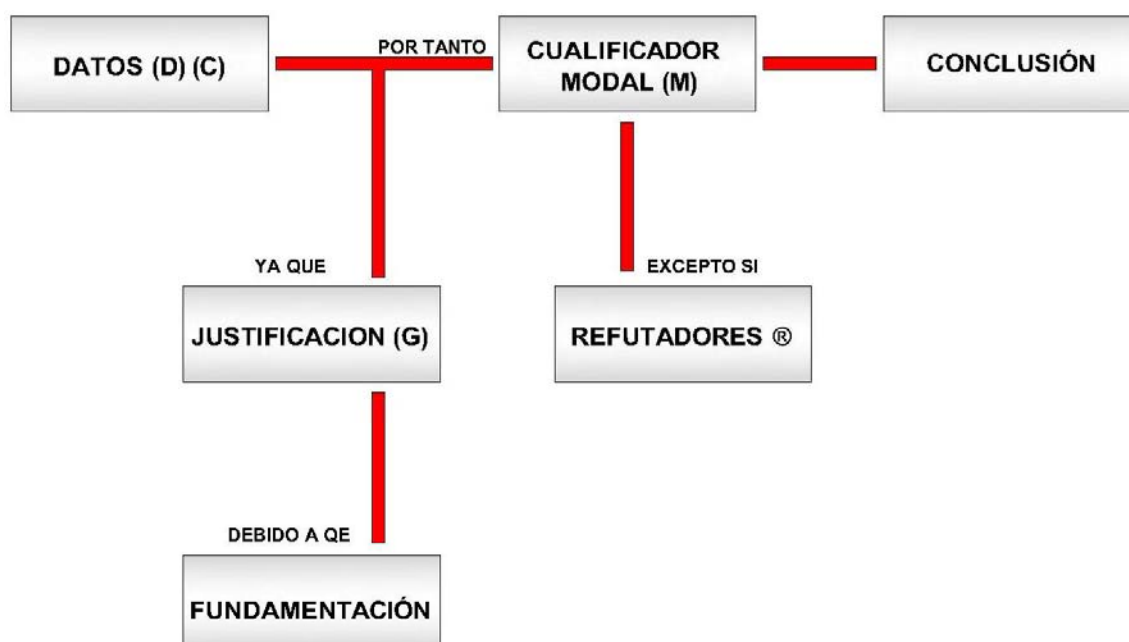 DATOS (D) (C)
POR TANTO
CUALIFICADOR
MODAL (M)
CONCLUSIÓN
YA QUE
EXCEPTO SI
JUSTIFICACION (G)
REFUTADORES ®
DEBIDO A QE
FUNDAMENTACIÓN